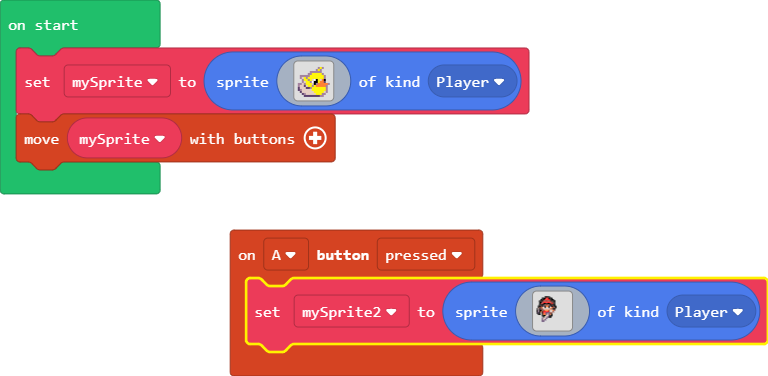 on start
set mySprite to sprite of kind Player
move mySprite with buttons
on A button pressed
set mySprite2 to sprite of kind Player